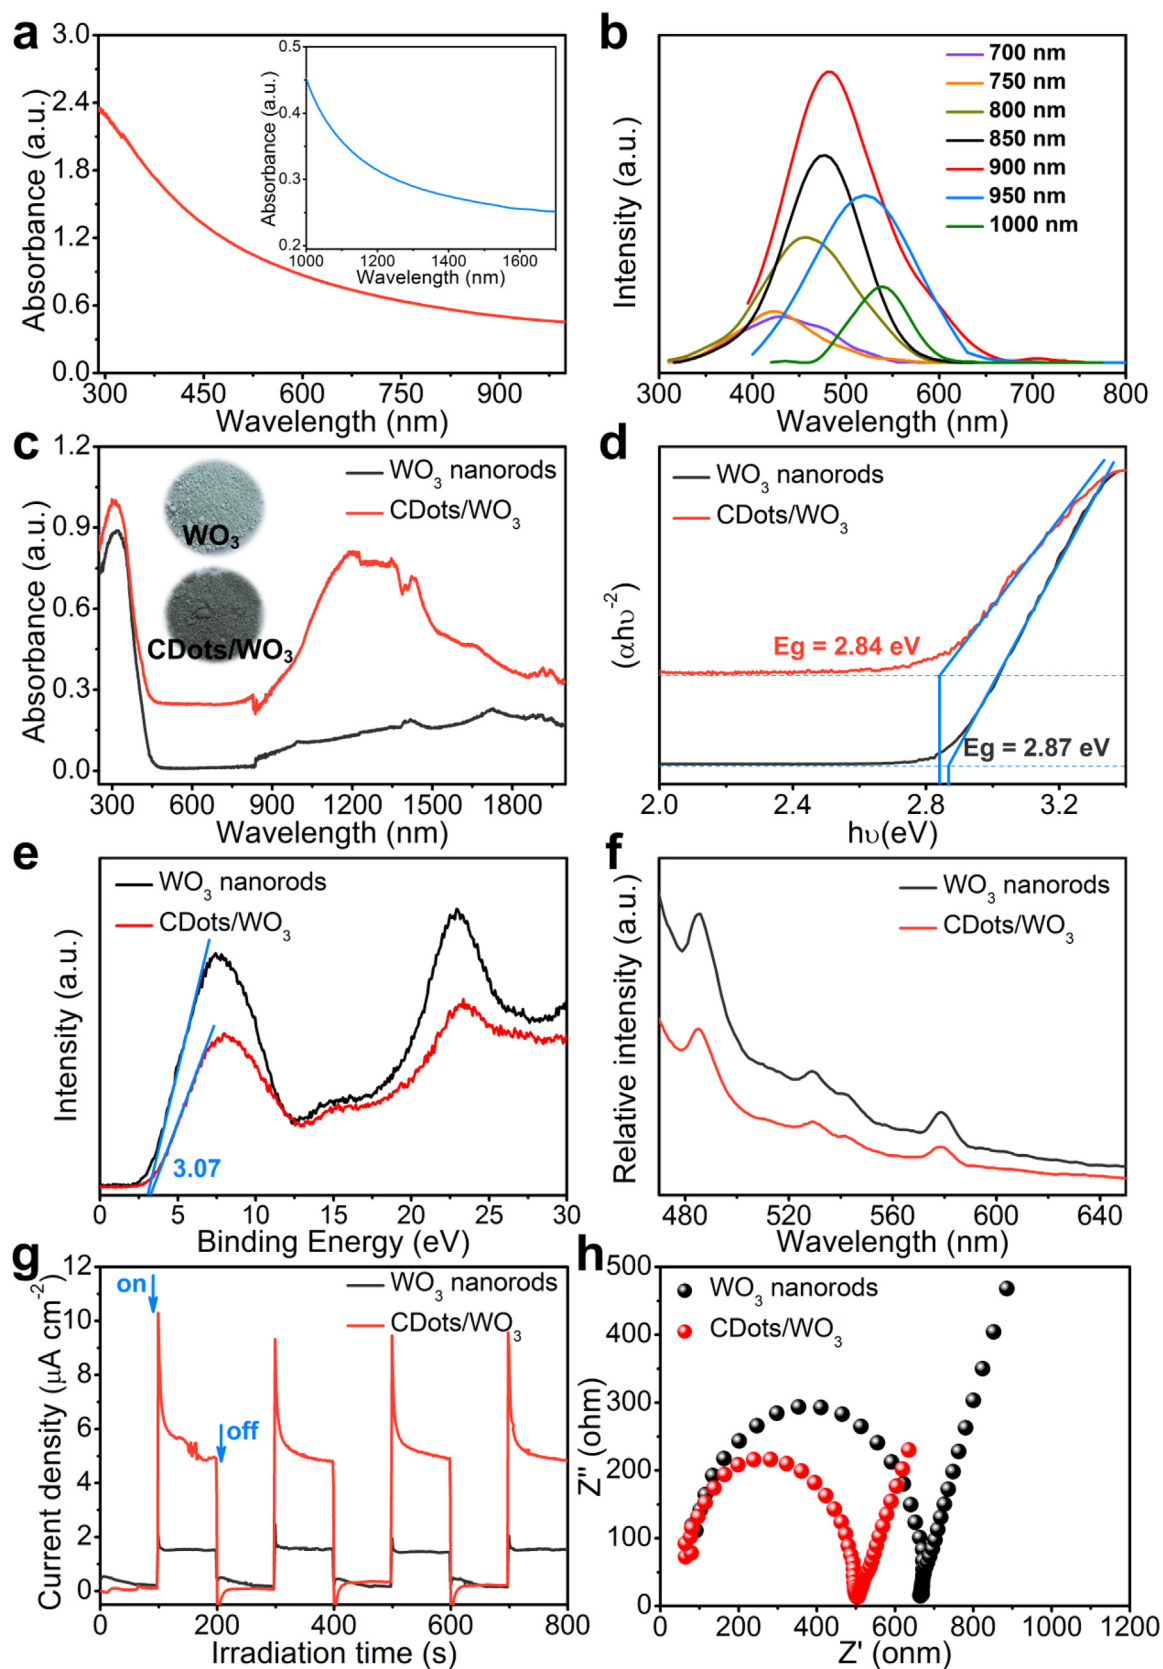 a
3.0
2.4
1.8
1.2
0.6
0.0
Absorbance (a.u.)
300 450 600 750 900
Wavelength (nm)
0.5
0.4
0.3
0.2
Absorbance (a.u.)
1000 1200 1400 1600
Wavelength (nm)
b
Intensity (a.u.)
700 nm
750 nm
800 nm
850 nm
900 nm
950 nm
1000 nm
300 400 500 600 700 800
Wavelength (nm)
c
1.2
0.9
0.6
0.3
0.0
Absorbance (a.u.)
WO₃ nanorods
CDots/WO₃
WO₃
CDots/WO₃
300 600 900 1200 1500 1800
Wavelength (nm)
d
(αhυ⁻²)
WO₃ nanorods
CDots/WO₃
Eg = 2.84 eV
Eg = 2.87 eV
2.0 2.4 2.8 3.2
hυ(eV)
e
Intensity (a.u.)
WO₃ nanorods
CDots/WO₃
3.07
0 5 10 15 20 25 30
Binding Energy (eV)
f
Relative intensity (a.u.)
WO₃ nanorods
CDots/WO₃
480 520 560 600 640
Wavelength (nm)
g
12
10
8
6
4
2
0
Current density (μA cm⁻²)
on
off
WO₃ nanorods
CDots/WO₃
0 200 400 600 800
Irradiation time (s)
h
500
400
300
200
100
0
Z'' (ohm)
WO₃ nanorods
CDots/WO₃
0 200 400 600 800 1000 1200
Z' (onm)